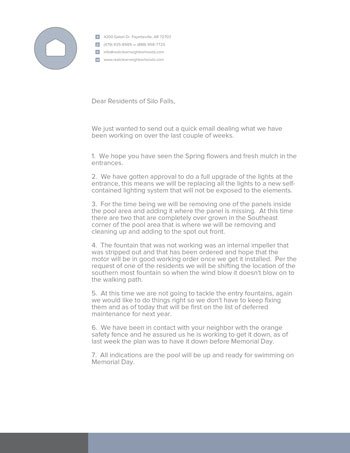 Fayetteville, AR 72703
Dear Residents of Silo Falls,
We just wanted to send out a quick email dealing what we have
been working on over the last couple of weeks.
1. We hope you have seen the Spring flowers and fresh mulch in the
entrances.
2. We have gotten approval to do a full upgrade of the lights at the
entrance, this means we will be replacing all the lights to a new self-
contained lighting system that will not be exposed to the elements.
3. For the time being we will be removing one of the panels inside
the pool area and adding it where the panel is missing. At this time
there are two that are completely over grown in the Southeast
corner of the pool area that is where we will be removing and
cleaning up and adding to the spot out front.
4. The fountain that was not working was an internal impeller that
was stripped out and that has been ordered and hope that the
motor will be in good working order once we get it installed. Per the
request of one of the residents we will be shifting the location of the
southern most fountain so when the wind blow it doesn't blow on to
the walking path.
5. At this time we are not going to tackle the entry fountains, again
we would like to do things right so we don't have to keep fixing
them and as of today that will be first on the list of deferred
maintenance for next year.
6. We have been in contact with your neighbor with the orange
safety fence and he assured us he is working to get it down, as of
last week the plan was to have it down before Memorial Day.
7. All indications are the pool will be up and ready for swimming on
Memorial Day.